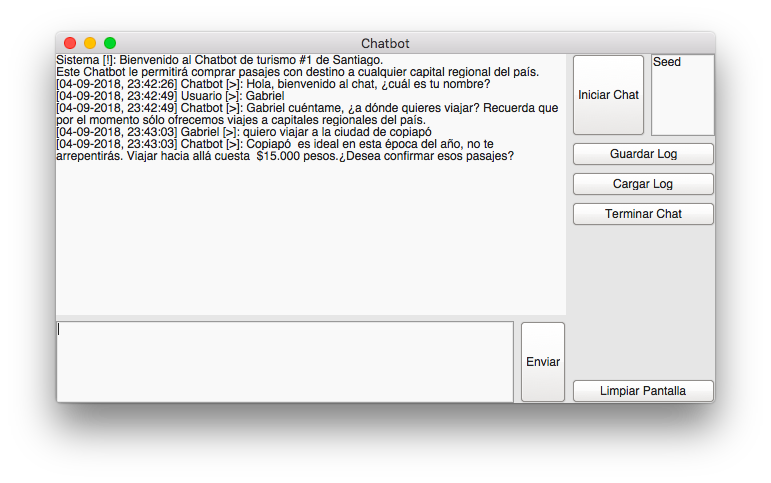 Chatbot
Sistema [!]: Bienvenido al Chatbot de turismo #1 de Santiago.
Este Chatbot le permitirá comprar pasajes con destino a cualquier capital regional del país.
[04-09-2018, 23:42:26] Chatbot [>]: Hola, bienvenido al chat, ¿cuál es tu nombre?
[04-09-2018, 23:42:49] Usuario [>]: Gabriel
[04-09-2018, 23:42:49] Chatbot [>]: Gabriel cuéntame, ¿a dónde quieres viajar? Recuerda que
por el momento sólo ofrecemos viajes a capitales regionales del país.
[04-09-2018, 23:43:03] Gabriel [>]: quiero viajar a la ciudad de copiapó
[04-09-2018, 23:43:03] Chatbot [>]: Copiapó  es ideal en esta época del año, no te
arrepentirás. Viajar hacia allá cuesta  $15.000 pesos.¿Desea confirmar esos pasajes?
Iniciar Chat
Seed
Guardar Log
Cargar Log
Terminar Chat
Enviar
Limpiar Pantalla